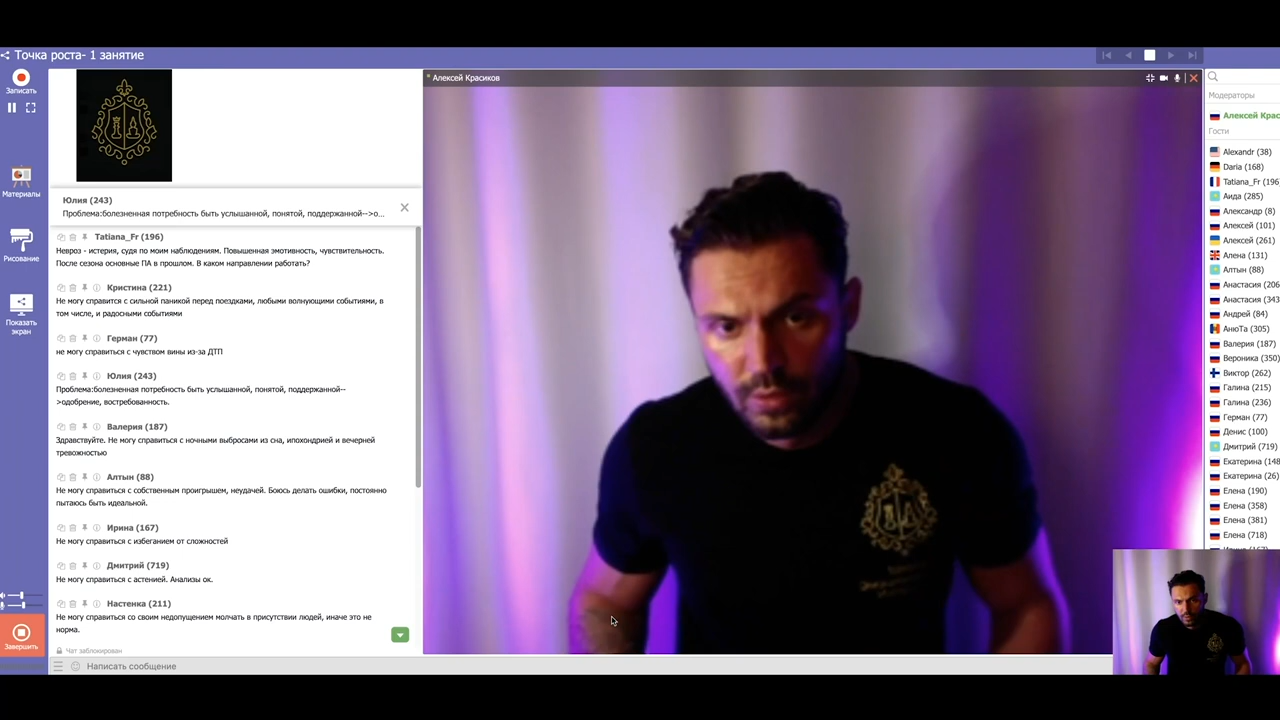 Точка роста- 1 занятие
Записать
Материалы
Рисование
Показать
экран
Завершить
Юлия (243)
Проблема:болезненная потребность быть услышанной, понятой, поддержанной-->о...
Tatiana_Fr (196)
Невроз - истерия, судя по моим наблюдениям. Повышенная эмотивность, чувствительность.
После сезона основные ПА в прошлом. В каком направлении работать?
Кристина (221)
Не могу справится с сильной паникой перед поездками, любыми волнующими событиями, в
том числе, и радосными событиями
Герман (77)
не могу справиться с чувством вины из-за ДТП
Юлия (243)
Проблема:болезненная потребность быть услышанной, понятой, поддержанной--
>одобрение, востребованность.
Валерия (187)
Здравствуйте. Не могу справиться с ночными выбросами из сна, ипохондрией и вечерней
тревожностью
Алтын (88)
Не могу справиться с собственным проигрышем, неудачей. Боюсь делать ошибки, постоянно
пытаюсь быть идеальной.
Ирина (167)
Не могу справиться с избеганием от сложностей
Дмитрий (719)
Не могу справиться с астенией. Анализы ок.
Настенка (211)
Не могу справиться со своим недопущением молчать в присутствии людей, иначе это не
норма.
Чат заблокирован
Написать сообщение
Алексей Красиков
Модераторы
Алексей Крас
Гости
Alexandr (38)
Daria (168)
Tatiana_Fr (196
Аида (285)
Александр (8)
Алексей (101)
Алексей (261)
Алена (131)
Алтын (88)
Анастасия (206
Анастасия (343
Андрей (84)
АнюТа (305)
Валерия (187)
Вероника (350)
Виктор (262)
Галина (215)
Галина (236)
Герман (77)
Денис (100)
Дмитрий (719)
Екатерина (148
Екатерина (26)
Елена (190)
Елена (358)
Елена (381)
Елена (718)